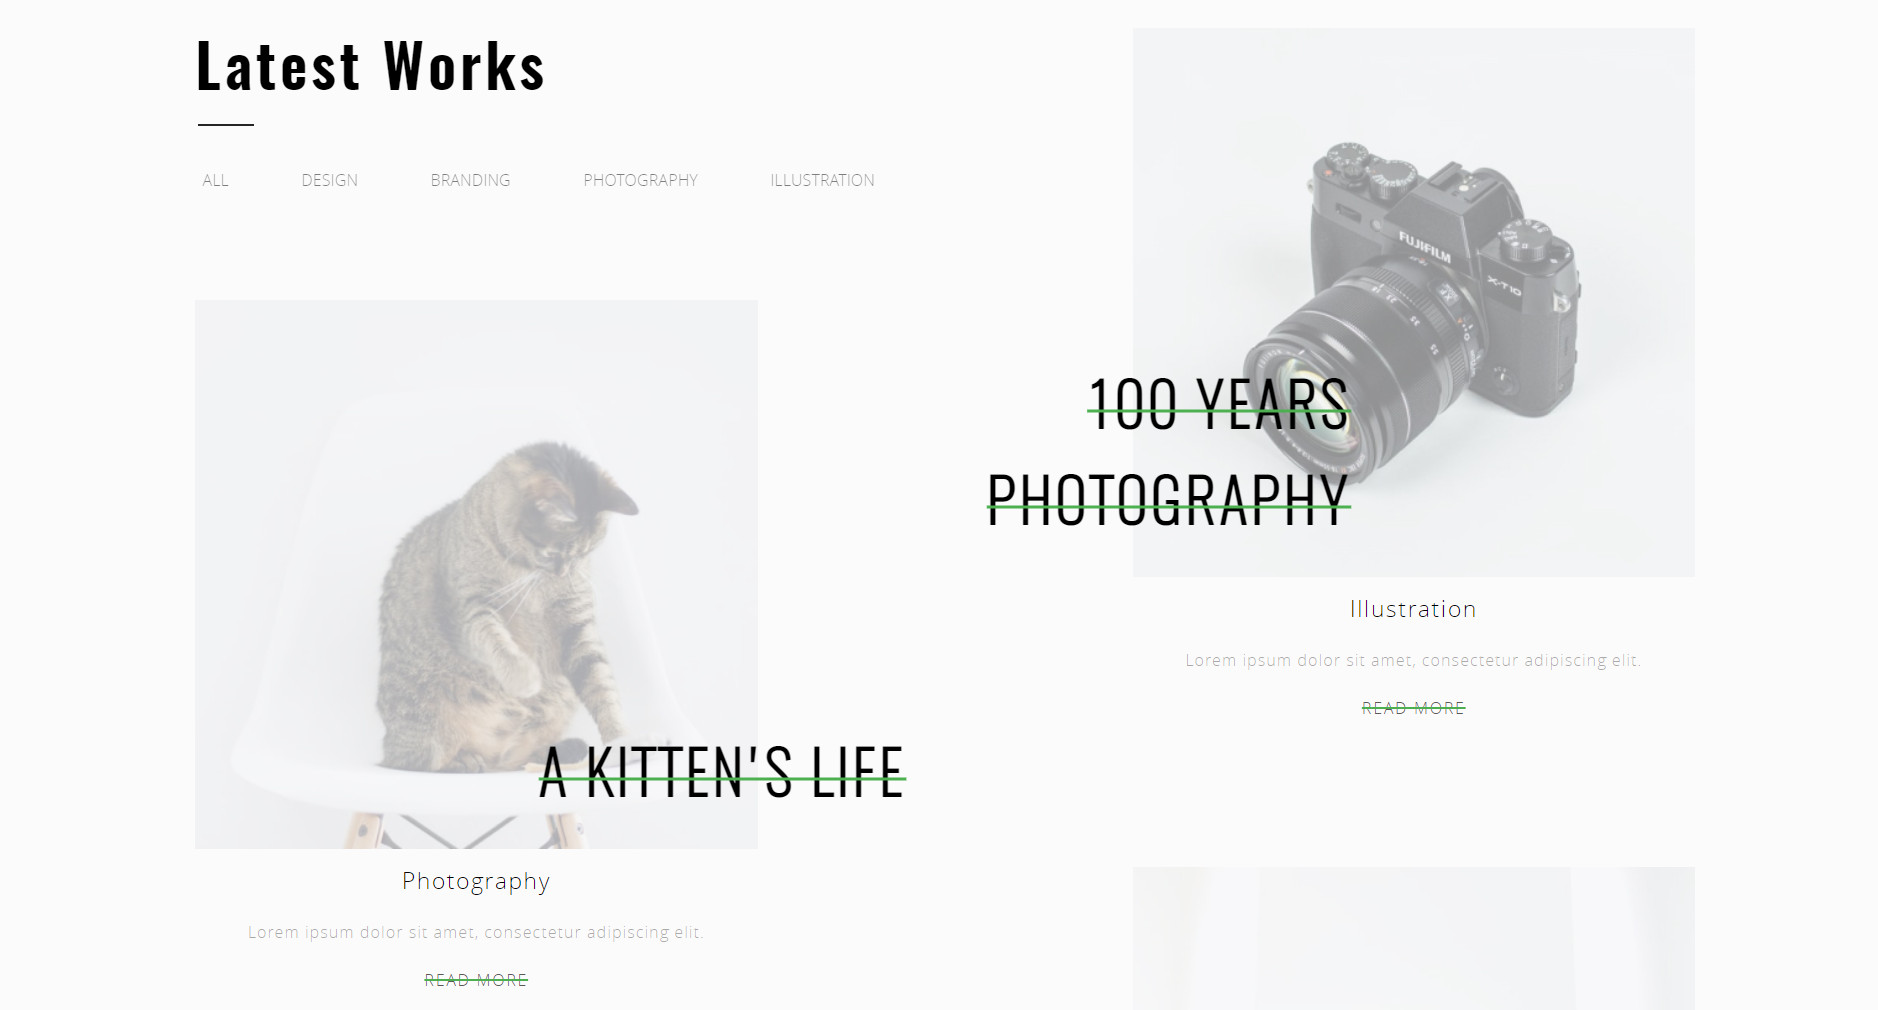 Latest Works
ALL DESIGN BRANDING PHOTOGRAPHY ILLUSTRATION
FUJIFILM
X-T10
XF
100 YEARS
PHOTOGRAPHY
Illustration
Lorem ipsum dolor sit amet, consectetur adipiscing elit.
READ MORE
A KITTEN'S LIFE
Photography
Lorem ipsum dolor sit amet, consectetur adipiscing elit.
READ MORE